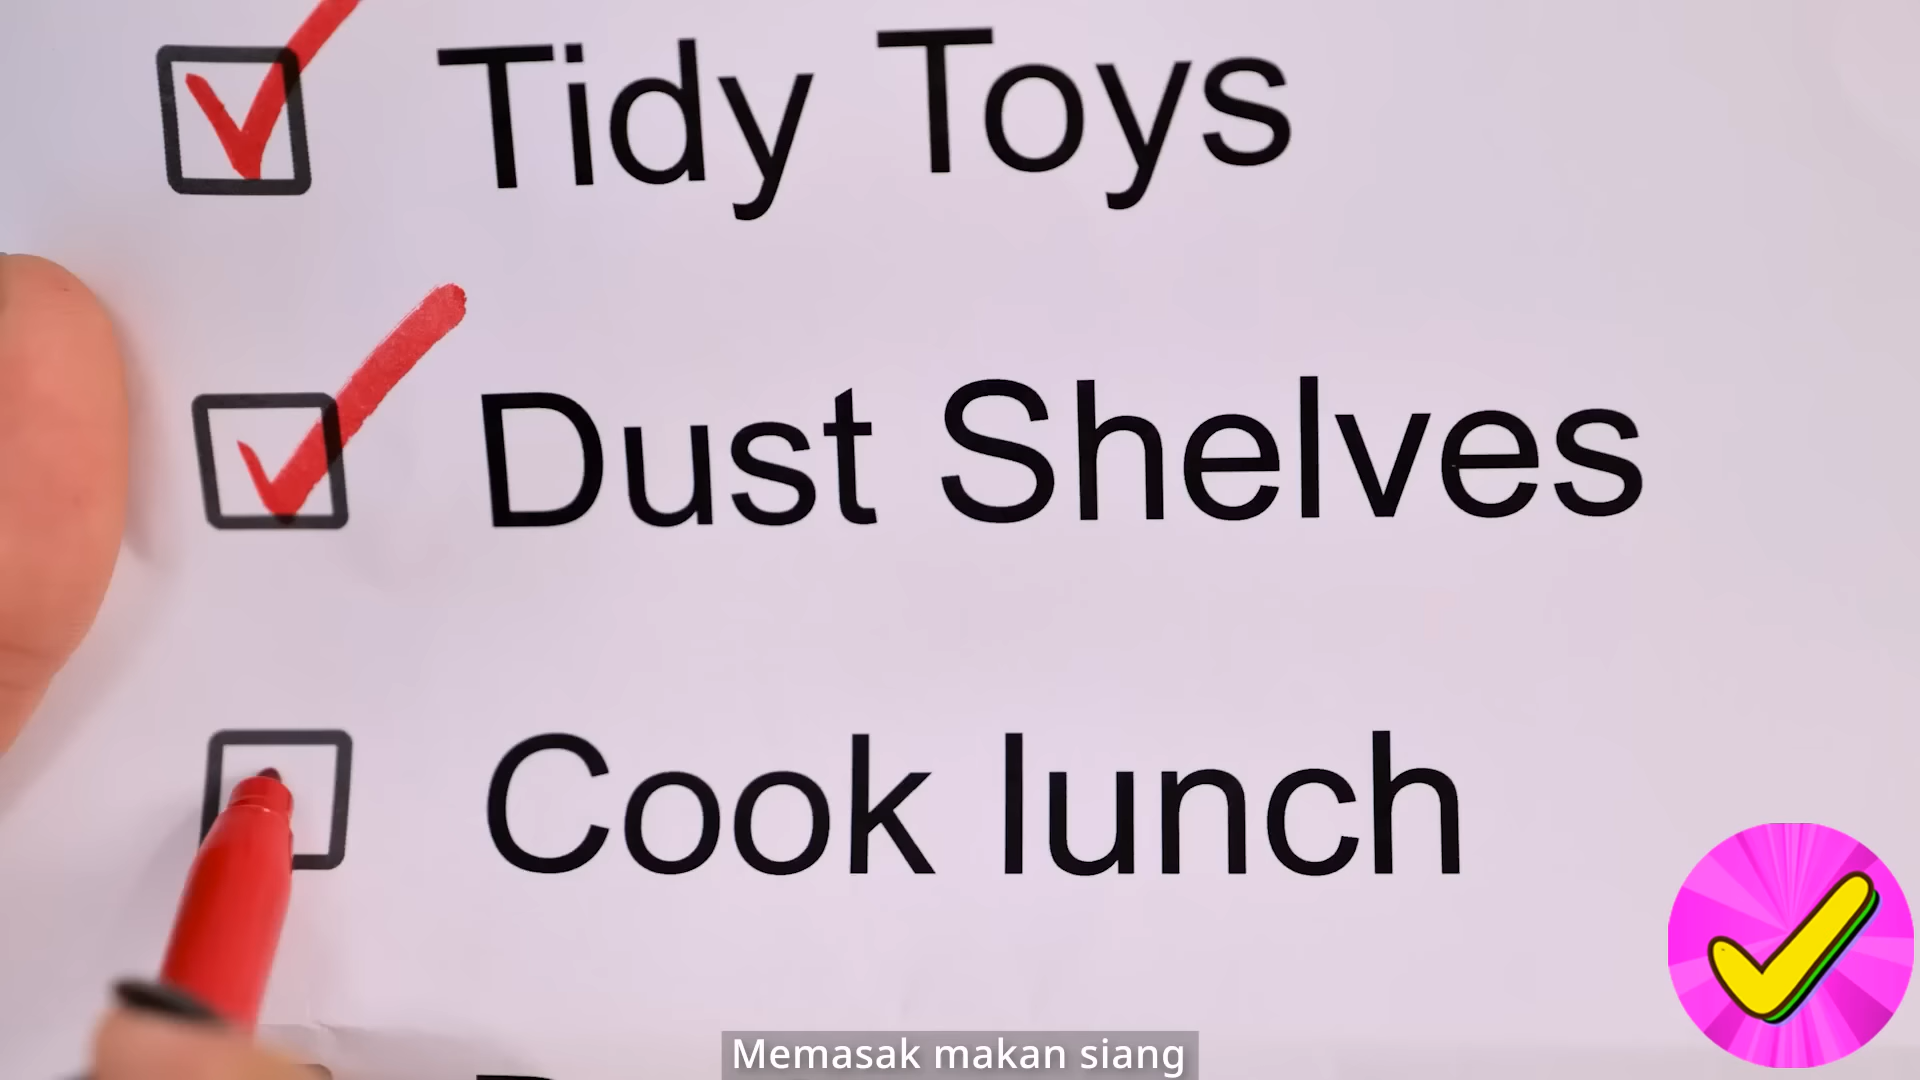 Tidy Toys
Dust Shelves
Cook lunch
Memasak makan siang